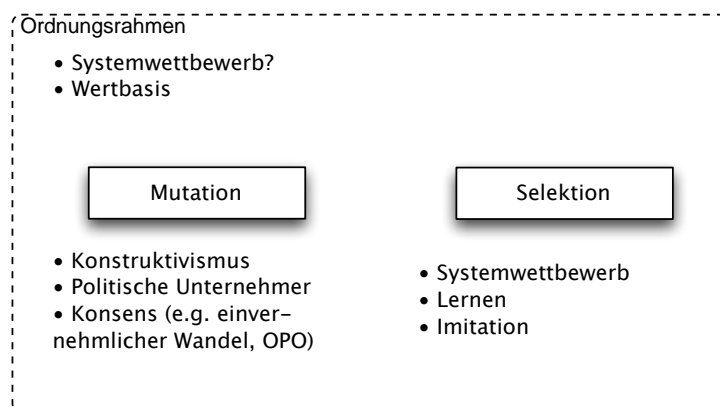 Ordnungsrahmen
• Systemwettbewerb?
• Wertbasis
Mutation
Selektion
• Konstruktivismus
• Politische Unternehmer
• Konsens (e.g. einver–
nehmlicher Wandel, OPO)
• Systemwettbewerb
• Lernen
• Imitation